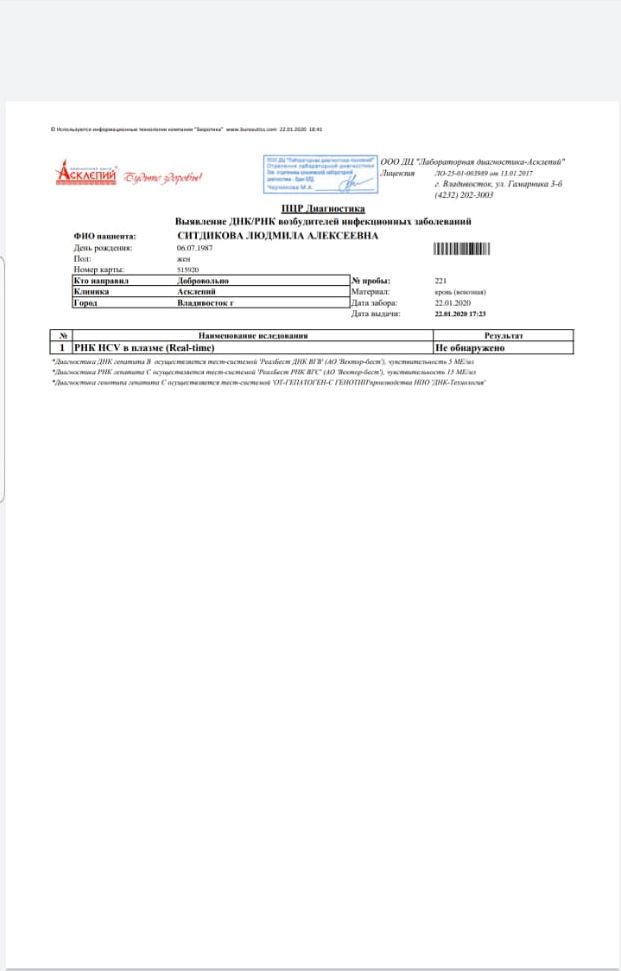 © Используются информационные технологии компании "Бюротика" www.bureautica.com 22.01.2020 18:41
АСКЛЕПИЙ
Будьте здоровы!
ООО ДЦ "Лабораторная диагностика-Асклепий"
Отделение лабораторной диагностики
Чернякова М.А.
ООО ДЦ "Лабораторная диагностика-Асклепий"
Лицензия ЛО-25-01-003989 от 13.01.2017
г. Владивосток, ул. Гамарника 3-б
(4232) 202-3003
ПЦР Диагностика
Выявление ДНК/РНК возбудителей инфекционных заболеваний
ФИО пациента: СИТДИКОВА ЛЮДМИЛА АЛЕКСЕЕВНА
День рождения: 06.07.1987
Пол: жен
Номер карты: 515920
Кто направил Добровольно № пробы: 221
Клиника Асклепий Материал: кровь (венозная)
Город Владивосток г Дата забора: 22.01.2020
Дата выдачи: 22.01.2020 17:23
№ Наименование иследования Результат
1 РНК HCV в плазме (Real-time) Не обнаружено
*Диагностика ДНК гепатита В осуществляется тест-системой 'РеалБест ДНК ВГВ' (АО 'Вектор-бест'), чувствительность 5 МЕ/мл
*Диагностика РНК гепатита С осуществляется тест-системой 'РеалБест РНК ВГС' (АО 'Вектор-бест'), чувствительность 15 МЕ/мл
*Диагностика генотипа гепатита С осуществляется тест-системой 'ОТ-ГЕПАТОГЕН-С ГЕНОТИП'производства НПО 'ДНК-Технология'